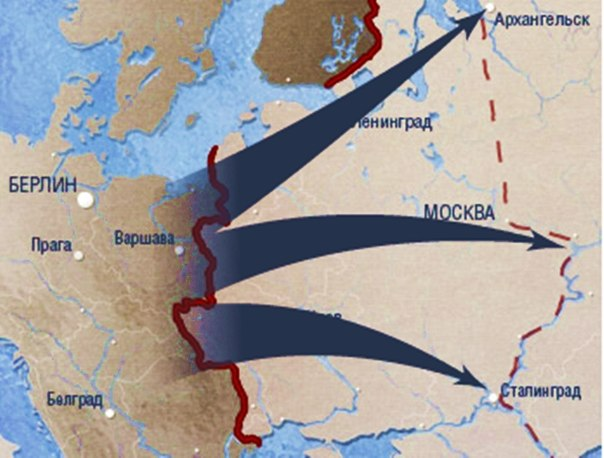 Архангельск
Ленинград
БЕРЛИН
МОСКВА
Варшава
Прага
Сталинград
Белград